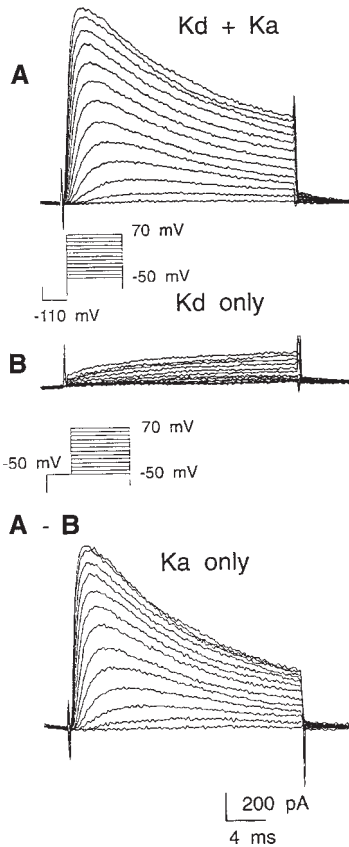 Kd + Ka
A
70 mV
-50 mV
-110 mV
Kd only
B
70 mV
-50 mV
-50 mV
A - B
Ka only
200 pA
4 ms